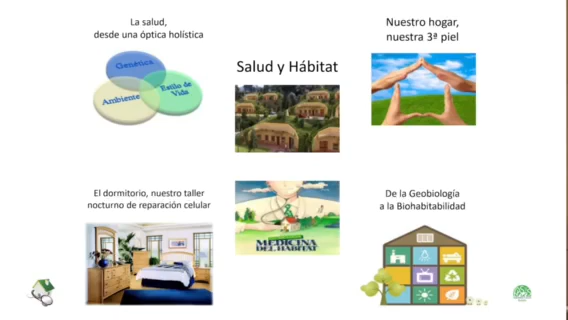 La salud,
desde una óptica holística
Genética
Ambiente
Estilo de
Vida
Salud y Hábitat
Nuestro hogar,
nuestra 3ª piel
El dormitorio, nuestro taller
nocturno de reparación celular
MEDICINA
DEL HABITAT
De la Geobiología
a la Biohabitabilidad